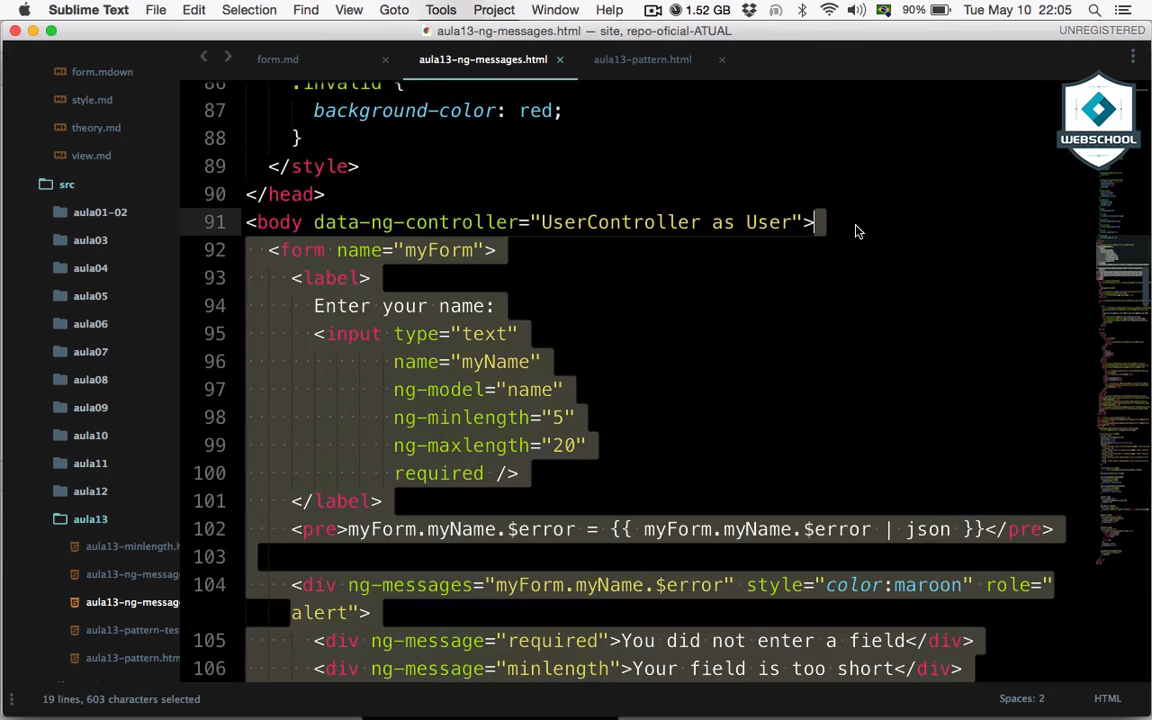 Sublime Text File Edit Selection Find View Goto Tools Project Window Help 1.52 GB 90% Tue May 10 22:05
aula13-ng-messages.html — site, repo-oficial-ATUAL UNREGISTERED
form.md × aula13-ng-messages.html × aula13-pattern.html ×
form.mdown
style.md
theory.md
view.md
src
aula01-02
aula03
aula04
aula05
aula06
aula07
aula08
aula09
aula10
aula11
aula12
aula13
aula13-minlength.h
aula13-ng-messag
aula13-ng-messag
aula13-pattern-tes
aula13-pattern.htm
86 .invalid {
87 background-color: red;
88 }
89 </style>
90 </head>
91 <body data-ng-controller="UserController as User">
92 <form name="myForm">
93 <label>
94 Enter your name:
95 <input type="text"
96 name="myName"
97 ng-model="name"
98 ng-minlength="5"
99 ng-maxlength="20"
100 required />
101 </label>
102 <pre>myForm.myName.$error = {{ myForm.myName.$error | json }}</pre>
103
104 <div ng-messages="myForm.myName.$error" style="color:maroon" role="
alert">
105 <div ng-message="required">You did not enter a field</div>
106 <div ng-message="minlength">Your field is too short</div>
WEBSCHOOL
19 lines, 603 characters selected Spaces: 2 HTML